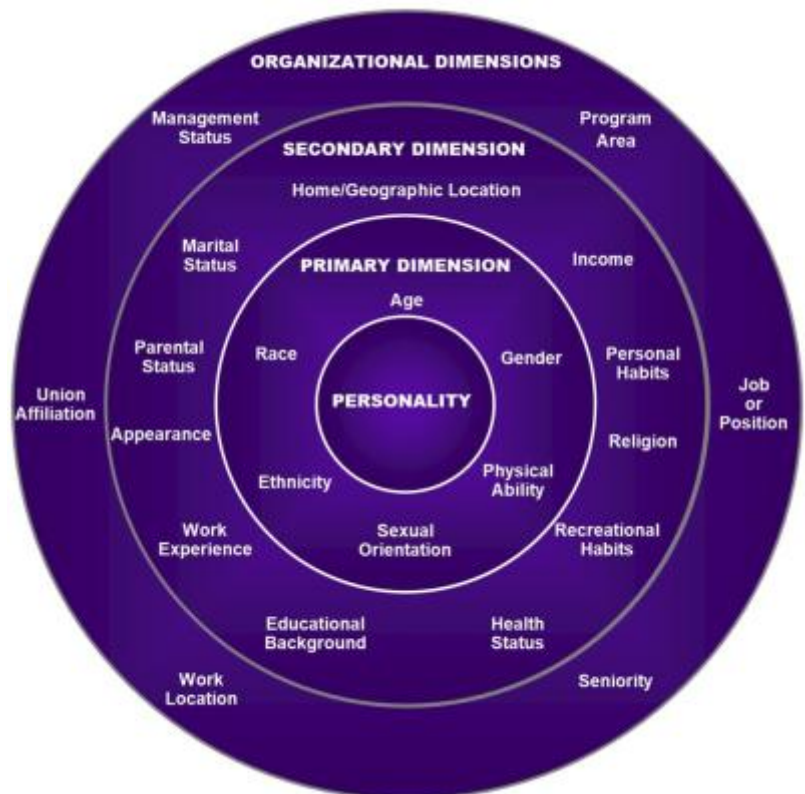 ORGANIZATIONAL DIMENSIONS
Management
Status
Program
Area
SECONDARY DIMENSION
Home/Geographic Location
Marital
Status
Income
PRIMARY DIMENSION
Age
Parental
Status
Race
Gender
Personal
Habits
Union
Affiliation
PERSONALITY
Job
or
Position
Appearance
Religion
Ethnicity
Physical
Ability
Work
Experience
Sexual
Orientation
Recreational
Habits
Educational
Background
Health
Status
Work
Location
Seniority